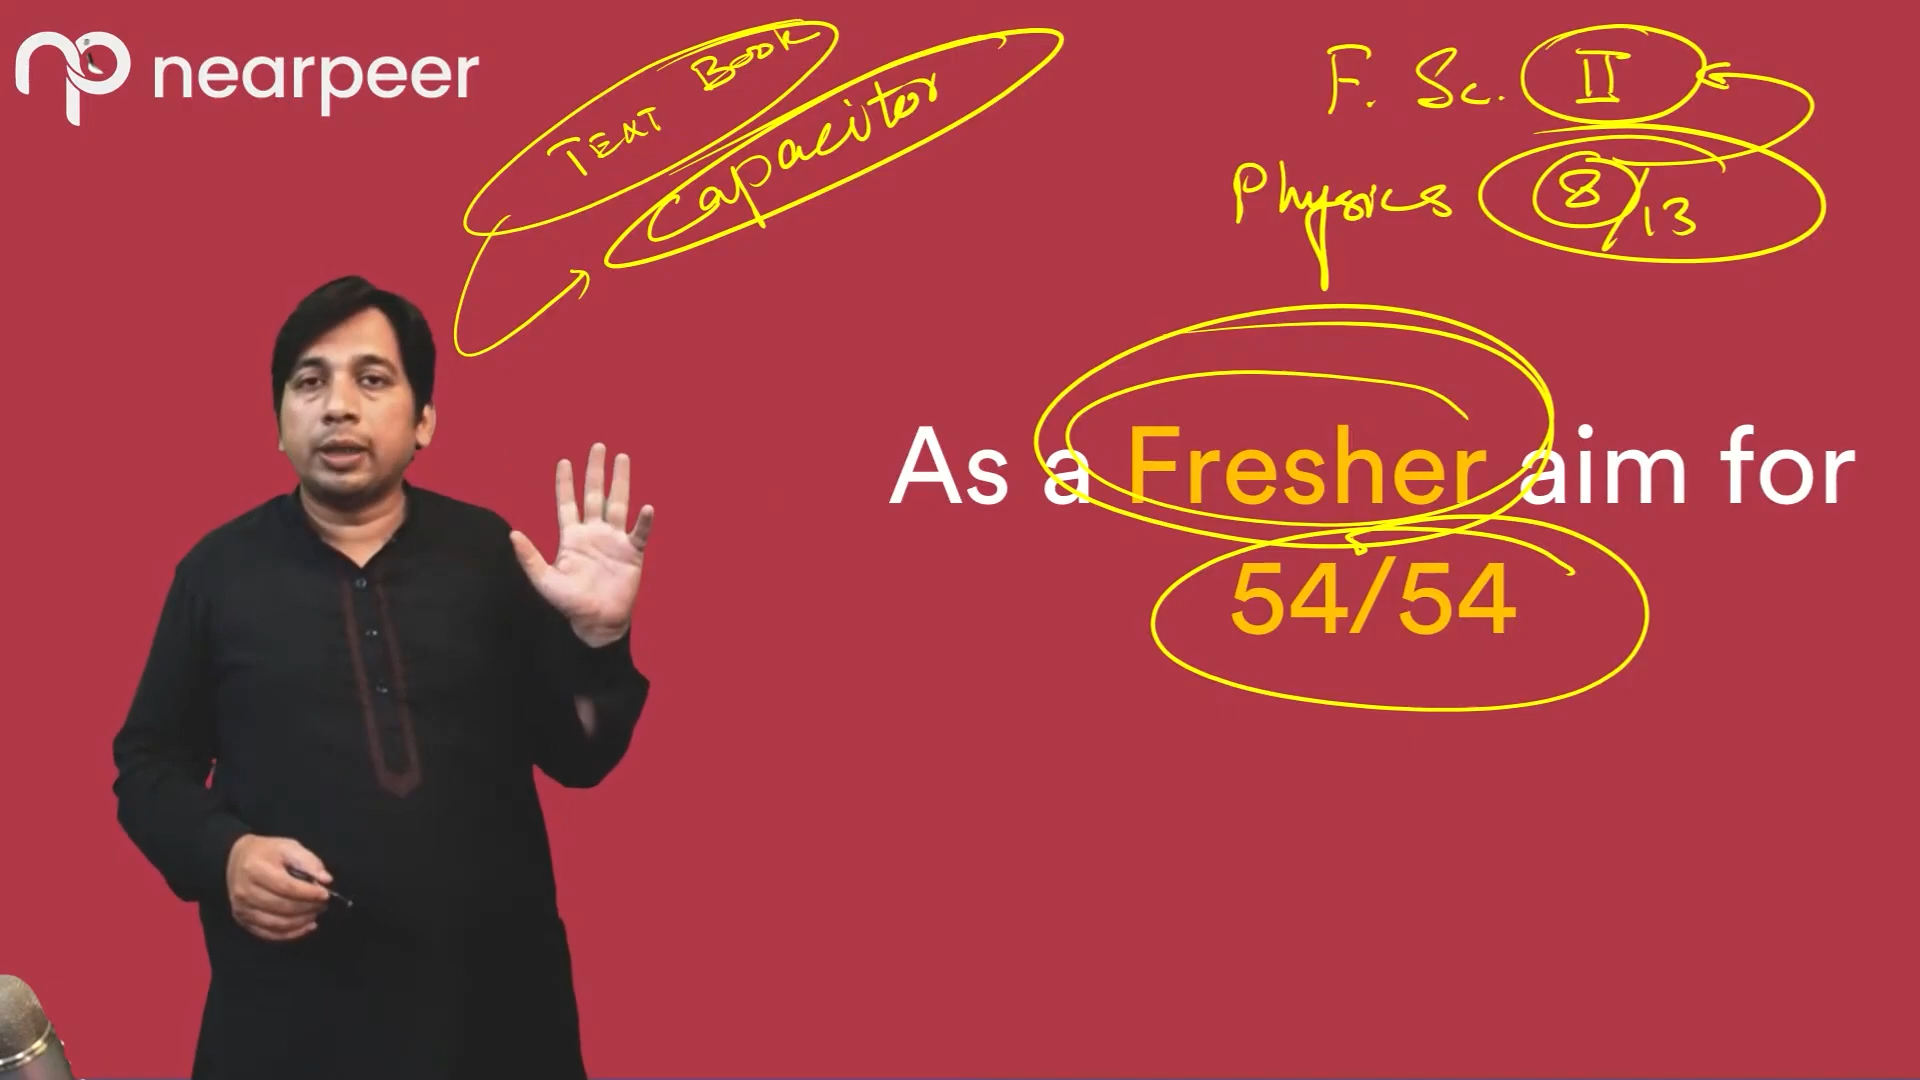 nearpeer
TEXT BOOK
Capacitor
F. Sc. II
Physics 8/13
As a Fresher aim for
54/54